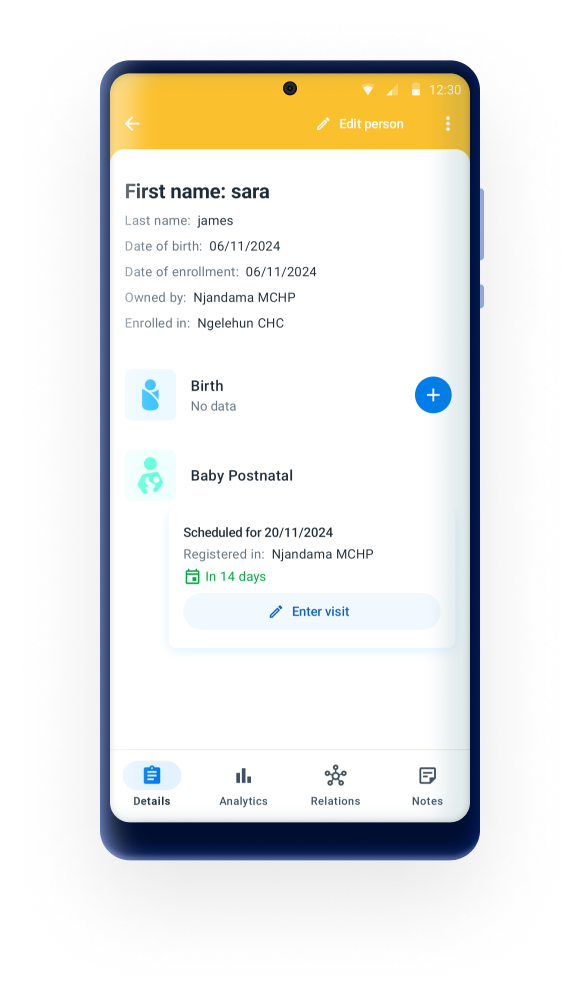 12:30
Edit person
First name: sara
Last name: james
Date of birth: 06/11/2024
Date of enrollment: 06/11/2024
Owned by: Njandama MCHP
Enrolled in: Ngelehun CHC
Birth
No data
Baby Postnatal
Scheduled for 20/11/2024
Registered in: Njandama MCHP
In 14 days
Enter visit
Details Analytics Relations Notes